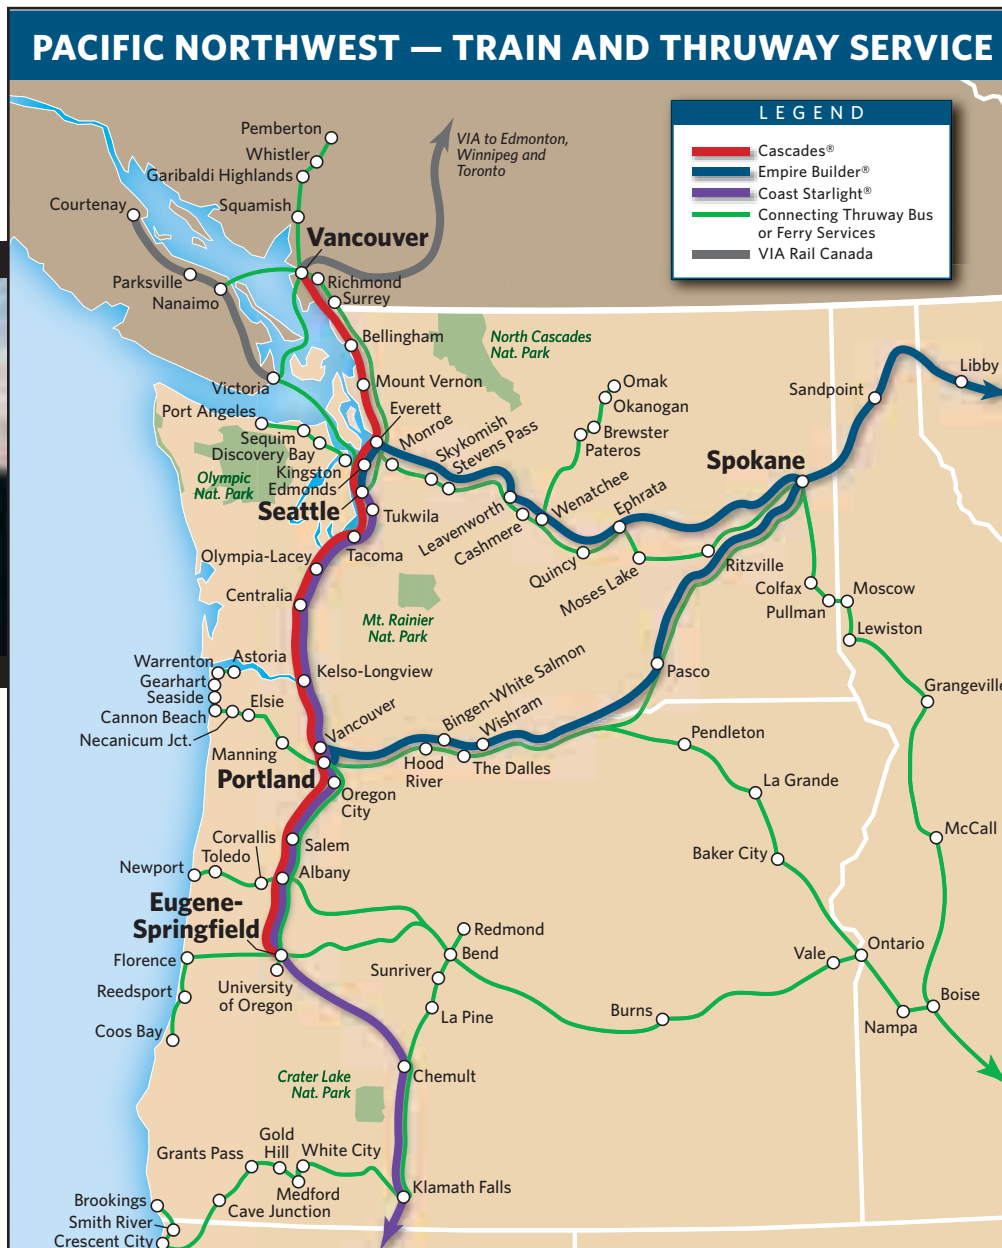 PACIFIC NORTHWEST — TRAIN AND THRUWAY SERVICE
LEGEND
Cascades®
Empire Builder®
Coast Starlight®
Connecting Thruway Bus
or Ferry Services
VIA Rail Canada
VIA to Edmonton,
Winnipeg and
Toronto
Pemberton
Whistler
Garibaldi Highlands
Squamish
Courtenay
Vancouver
Parksville
Nanaimo
Richmond
Surrey
Bellingham
North Cascades
Nat. Park
Victoria
Mount Vernon
Port Angeles
Everett
Monroe
Skykomish
Stevens Pass
Omak
Okanogan
Brewster
Pateros
Sandpoint
Libby
Sequim
Discovery Bay
Kingston
Edmonds
Olympic
Nat. Park
Seattle
Tukwila
Leavenworth
Cashmere
Wenatchee
Ephrata
Spokane
Quincy
Moses Lake
Ritzville
Tacoma
Olympia-Lacey
Centralia
Mt. Rainier
Nat. Park
Colfax
Pullman
Moscow
Lewiston
Grangeville
Warrenton
Astoria
Gearhart
Seaside
Cannon Beach
Elsie
Necanicum Jct.
Manning
Kelso-Longview
Vancouver
Bingen-White Salmon
Wishram
Pasco
Portland
Hood
River
The Dalles
Pendleton
Oregon
City
La Grande
McCall
Corvallis
Toledo
Newport
Salem
Albany
Baker City
Eugene-
Springfield
Florence
University
of Oregon
Reedsport
Coos Bay
Redmond
Bend
Sunriver
La Pine
Burns
Vale
Ontario
Nampa
Boise
Crater Lake
Nat. Park
Chemult
Gold
Hill
Grants Pass
White City
Medford
Cave Junction
Klamath Falls
Brookings
Smith River
Crescent City